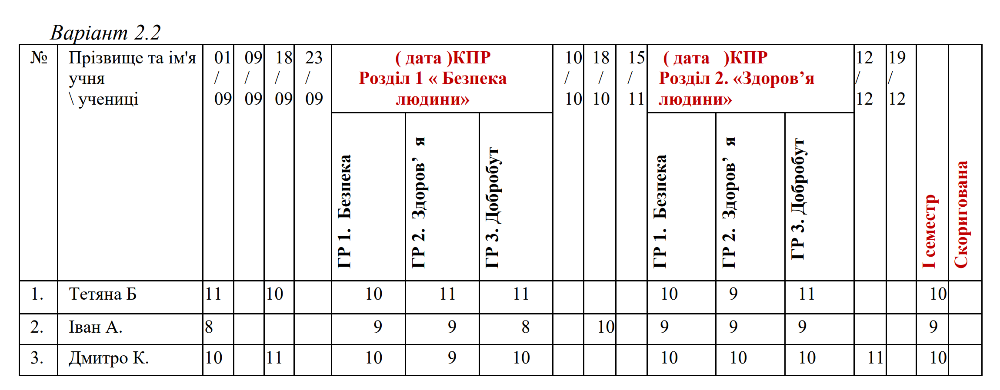 Варіант 2.2
№ Прізвище та ім'я учня \ учениці 01 / 09 09 / 09 18 / 09 23 / 09 ( дата )КПР Розділ 1 « Безпека людини» 10 / 10 18 / 10 15 / 11 ( дата )КПР Розділ 2. «Здоров’я людини» 12 / 12 19 / 12 І семестр Скоригована
ГР 1. Безпека ГР 2. Здоров’ я ГР 3. Добробут ГР 1. Безпека ГР 2. Здоров’ я ГР 3. Добробут
1. Тетяна Б 11 10 10 11 11 10 9 11 10
2. Іван А. 8 9 9 8 10 9 9 9 9
3. Дмитро К. 10 11 10 9 10 10 10 10 11 10